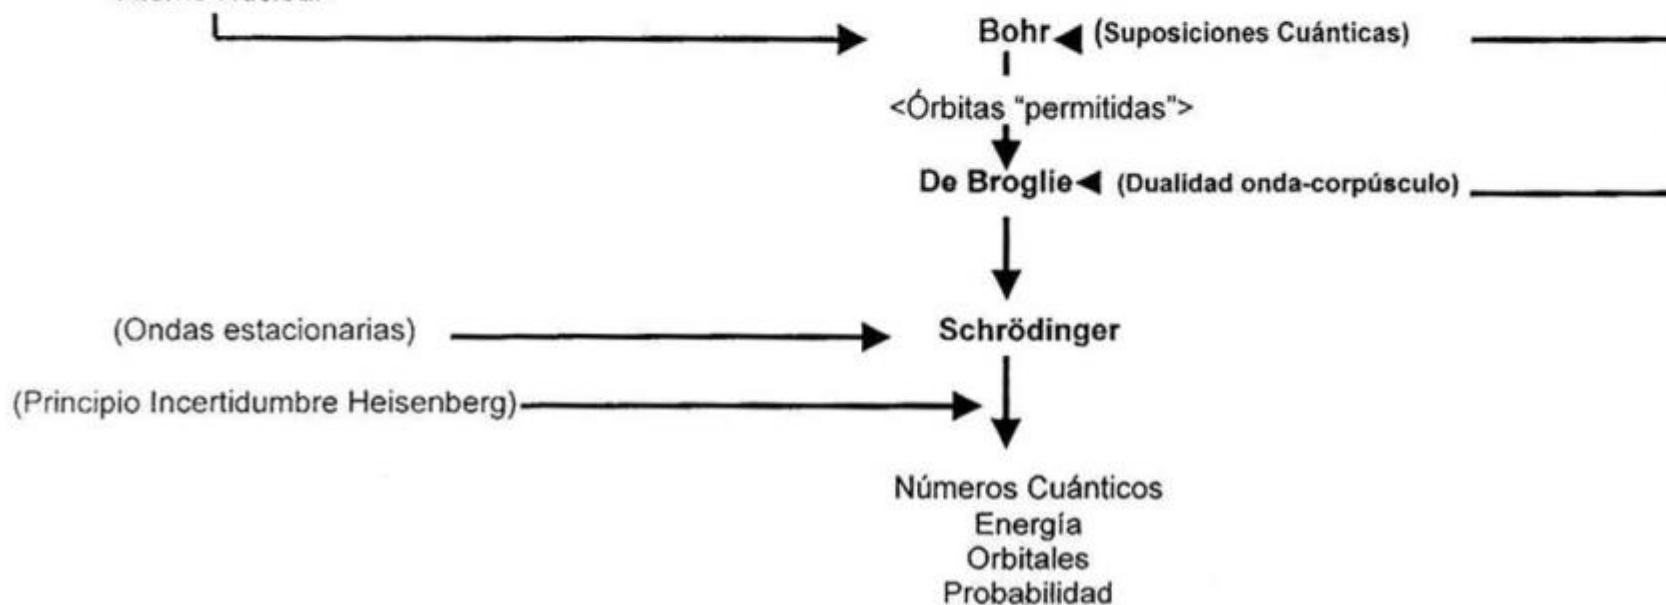 Bohr (Suposiciones Cuánticas)
<Órbitas "permitidas">
De Broglie (Dualidad onda-corpúsculo)
(Ondas estacionarias) Schrödinger
(Principio Incertidumbre Heisenberg)
Números Cuánticos
Energía
Orbitales
Probabilidad